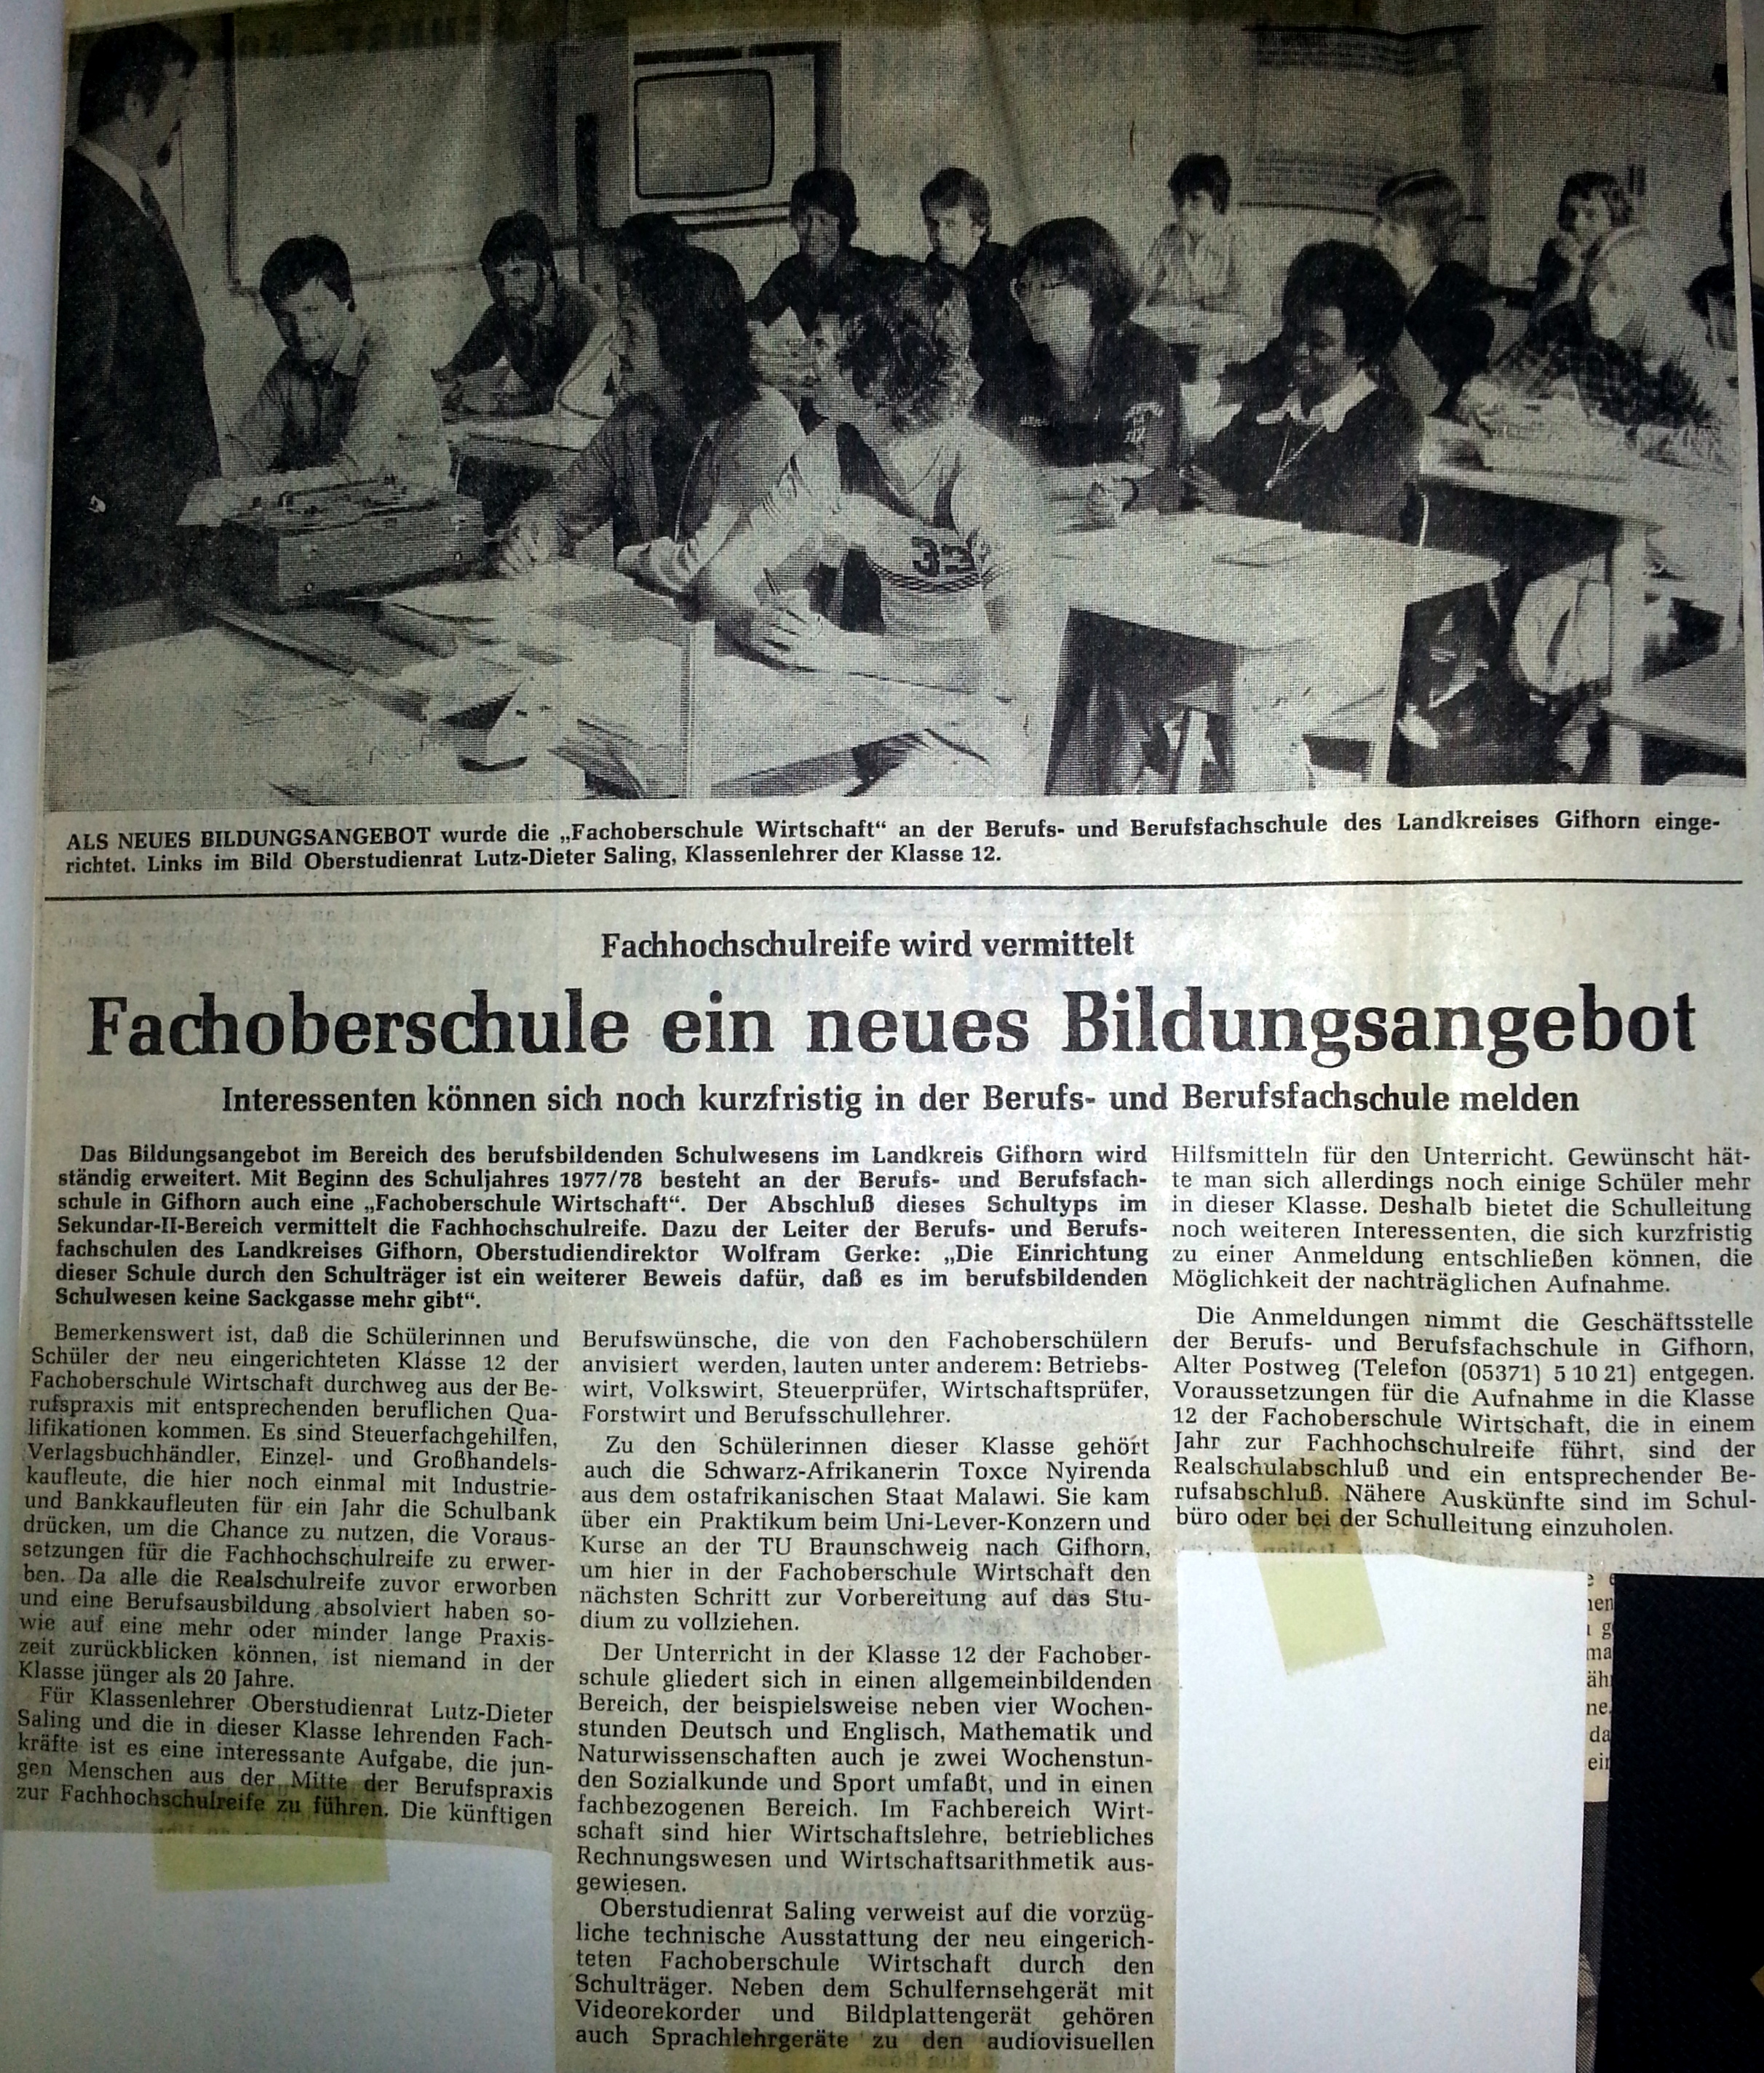 33
ALS NEUES BILDUNGSANGEBOT wurde die „Fachoberschule Wirtschaft“ an der Berufs- und Berufsfachschule des Landkreises Gifhorn einge-
richtet. Links im Bild Oberstudienrat Lutz-Dieter Saling, Klassenlehrer der Klasse 12.
Fachhochschulreife wird vermittelt
Fachoberschule ein neues Bildungsangebot
Interessenten können sich noch kurzfristig in der Berufs- und Berufsfachschule melden
Das Bildungsangebot im Bereich des berufsbildenden Schulwesens im Landkreis Gifhorn wird
ständig erweitert. Mit Beginn des Schuljahres 1977/78 besteht an der Berufs- und Berufsfach-
schule in Gifhorn auch eine „Fachoberschule Wirtschaft“. Der Abschluß dieses Schultyps im
Sekundar-II-Bereich vermittelt die Fachhochschulreife. Dazu der Leiter der Berufs- und Berufs-
fachschulen des Landkreises Gifhorn, Oberstudiendirektor Wolfram Gerke: „Die Einrichtung
dieser Schule durch den Schulträger ist ein weiterer Beweis dafür, daß es im berufsbildenden
Schulwesen keine Sackgasse mehr gibt“.
Bemerkenswert ist, daß die Schülerinnen und
Schüler der neu eingerichteten Klasse 12 der
Fachoberschule Wirtschaft durchweg aus der Be-
rufspraxis mit entsprechenden beruflichen Qua-
lifikationen kommen. Es sind Steuerfachgehilfen,
Verlagsbuchhändler, Einzel- und Großhandels-
kaufleute, die hier noch einmal mit Industrie-
und Bankkaufleuten für ein Jahr die Schulbank
drücken, um die Chance zu nutzen, die Voraus-
setzungen für die Fachhochschulreife zu erwer-
ben. Da alle die Realschulreife zuvor erworben
und eine Berufsausbildung absolviert haben so-
wie auf eine mehr oder minder lange Praxis-
zeit zurückblicken können, ist niemand in der
Klasse jünger als 20 Jahre.
Für Klassenlehrer Oberstudienrat Lutz-Dieter
Saling und die in dieser Klasse lehrenden Fach-
kräfte ist es eine interessante Aufgabe, die jun-
gen Menschen aus der Mitte der Berufspraxis
zur Fachhochschulreife zu führen. Die künftigen
Berufswünsche, die von den Fachoberschülern
anvisiert werden, lauten unter anderem: Betriebs-
wirt, Volkswirt, Steuerprüfer, Wirtschaftsprüfer,
Forstwirt und Berufsschullehrer.
Zu den Schülerinnen dieser Klasse gehört
auch die Schwarz-Afrikanerin Toxce Nyirenda
aus dem ostafrikanischen Staat Malawi. Sie kam
über ein Praktikum beim Uni-Lever-Konzern und
Kurse an der TU Braunschweig nach Gifhorn,
um hier in der Fachoberschule Wirtschaft den
nächsten Schritt zur Vorbereitung auf das Stu-
dium zu vollziehen.
Der Unterricht in der Klasse 12 der Fachober-
schule gliedert sich in einen allgemeinbildenden
Bereich, der beispielsweise neben vier Wochen-
stunden Deutsch und Englisch, Mathematik und
Naturwissenschaften auch je zwei Wochenstun-
den Sozialkunde und Sport umfaßt, und in einen
fachbezogenen Bereich. Im Fachbereich Wirt-
schaft sind hier Wirtschaftslehre, betriebliches
Rechnungswesen und Wirtschaftsarithmetik aus-
gewiesen.
Oberstudienrat Saling verweist auf die vorzüg-
liche technische Ausstattung der neu eingerich-
teten Fachoberschule Wirtschaft durch den
Schulträger. Neben dem Schulfernsehgerät mit
Videorekorder und Bildplattengerät gehören
auch Sprachlehrgeräte zu den audiovisuellen
Hilfsmitteln für den Unterricht. Gewünscht hät-
te man sich allerdings noch einige Schüler mehr
in dieser Klasse. Deshalb bietet die Schulleitung
noch weiteren Interessenten, die sich kurzfristig
zu einer Anmeldung entschließen können, die
Möglichkeit der nachträglichen Aufnahme.
Die Anmeldungen nimmt die Geschäftsstelle
der Berufs- und Berufsfachschule in Gifhorn,
Alter Postweg (Telefon (05371) 5 10 21) entgegen.
Voraussetzungen für die Aufnahme in die Klasse
12 der Fachoberschule Wirtschaft, die in einem
Jahr zur Fachhochschulreife führt, sind der
Realschulabschluß und ein entsprechender Be-
rufsabschluß. Nähere Auskünfte sind im Schul-
büro oder bei der Schulleitung einzuholen.